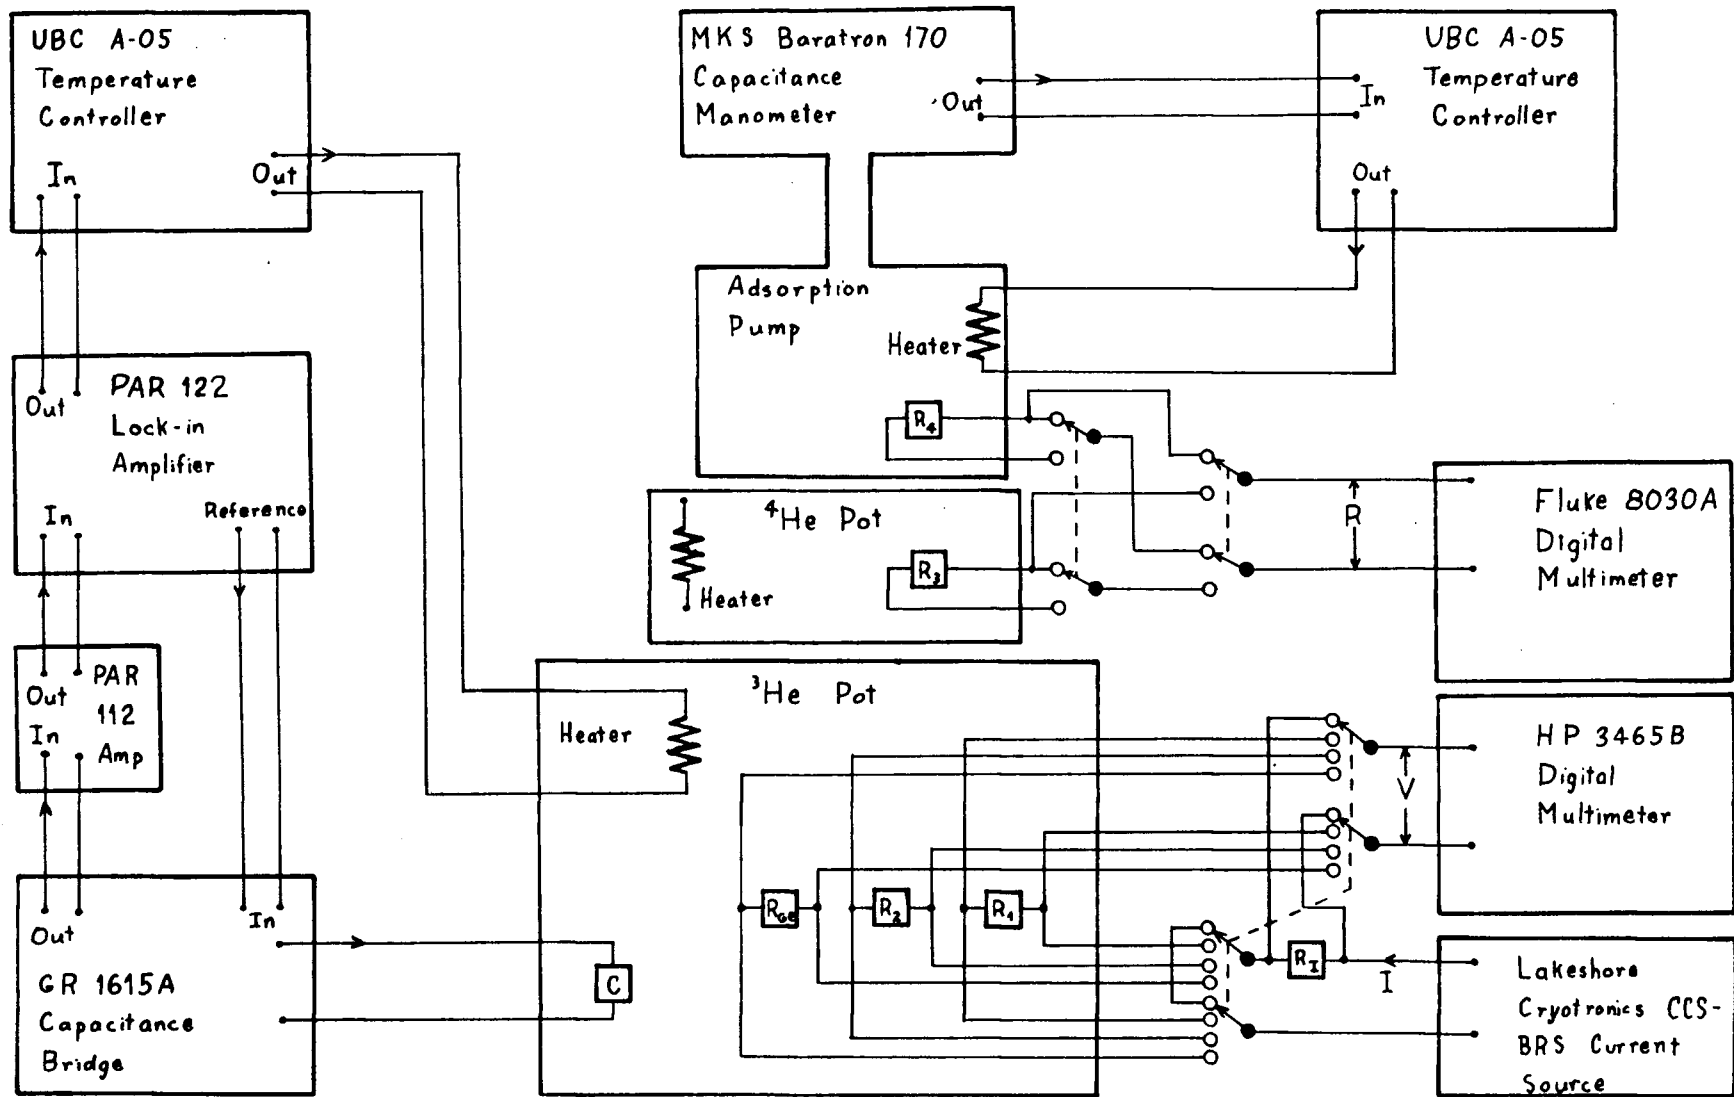 UBC A-05
Temperature
Controller
In
Out
MKS Baratron 170
Capacitance
Manometer
Out
UBC A-05
Temperature
Controller
In
Out
Adsorption
Pump
Heater
R₄
PAR 122
Lock-in
Amplifier
Out
In
Reference
⁴He Pot
Heater
R₃
R
Fluke 8030A
Digital
Multimeter
PAR
112
Amp
Out
In
³He Pot
Heater
HP 3465B
Digital
Multimeter
V
R_Ge
R₂
R₁
R_I
I
C
Out
In
GR 1615A
Capacitance
Bridge
Lakeshore
Cryotronics CCS-
BRS Current
Source